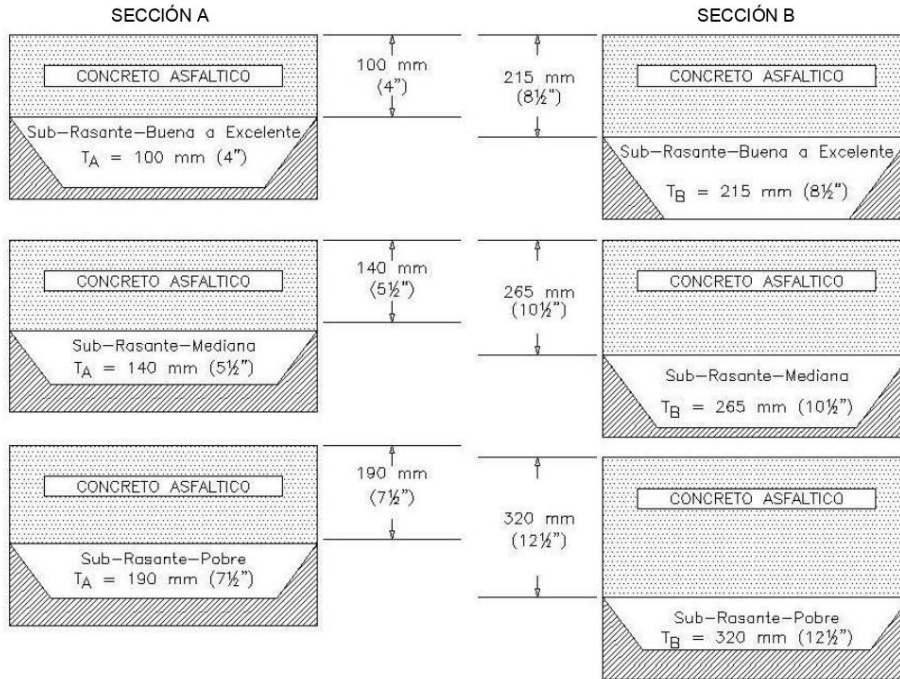 SECCIÓN A
CONCRETO ASFALTICO
Sub-Rasante-Buena a Excelente
TA = 100 mm (4")
100 mm
(4")
CONCRETO ASFALTICO
Sub-Rasante-Mediana
TA = 140 mm (5½")
140 mm
(5½")
CONCRETO ASFALTICO
Sub-Rasante-Pobre
TA = 190 mm (7½")
190 mm
(7½")
SECCIÓN B
215 mm
(8½")
CONCRETO ASFALTICO
Sub-Rasante-Buena a Excelente
TB = 215 mm (8½")
265 mm
(10½")
CONCRETO ASFALTICO
Sub-Rasante-Mediana
TB = 265 mm (10½")
320 mm
(12½")
CONCRETO ASFALTICO
Sub-Rasante-Pobre
TB = 320 mm (12½")